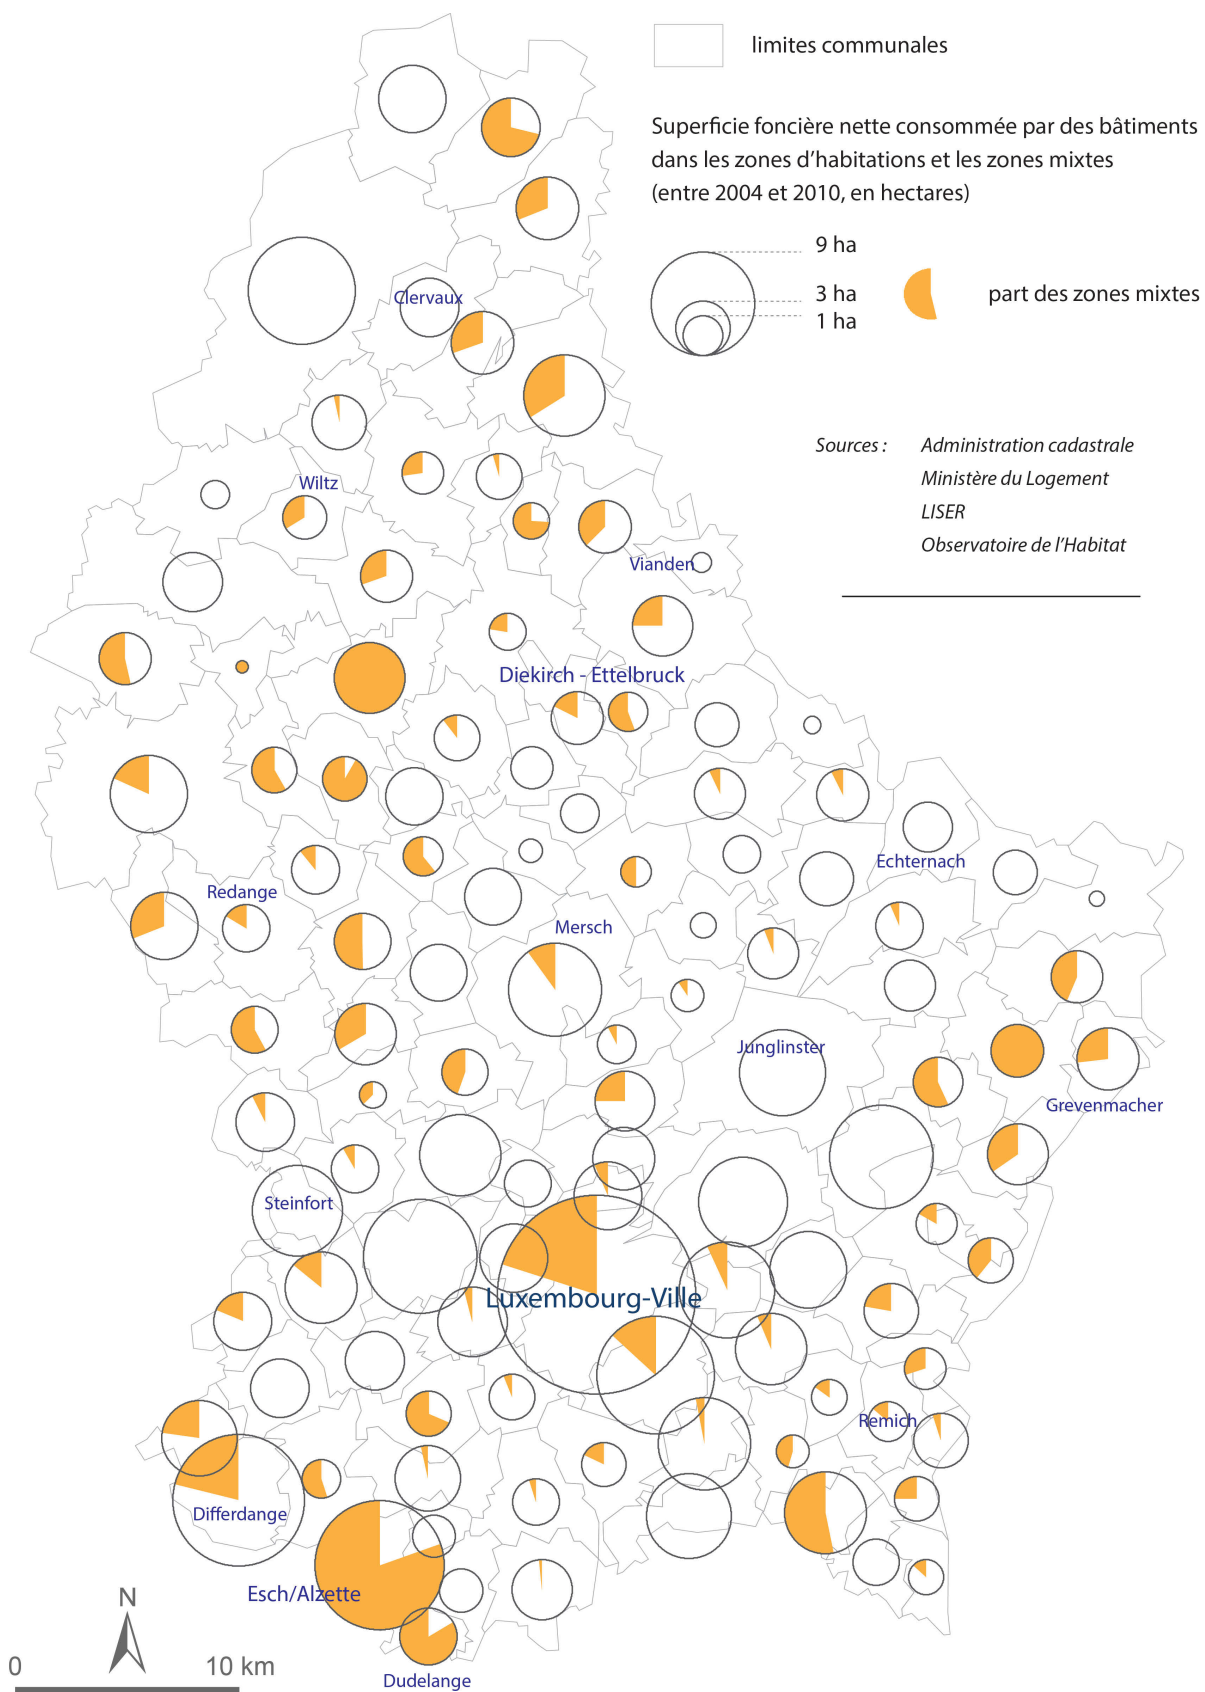 limites communales
Superficie foncière nette consommée par des bâtiments
dans les zones d’habitations et les zones mixtes
(entre 2004 et 2010, en hectares)
9 ha
3 ha
1 ha
part des zones mixtes
Sources :
Administration cadastrale
Ministère du Logement
LISER
Observatoire de l’Habitat
Clervaux
Wiltz
Vianden
Diekirch - Ettelbruck
Echternach
Redange
Mersch
Junglinster
Grevenmacher
Steinfort
Luxembourg-Ville
Remich
Differdange
Esch/Alzette
Dudelange
N
0
10 km